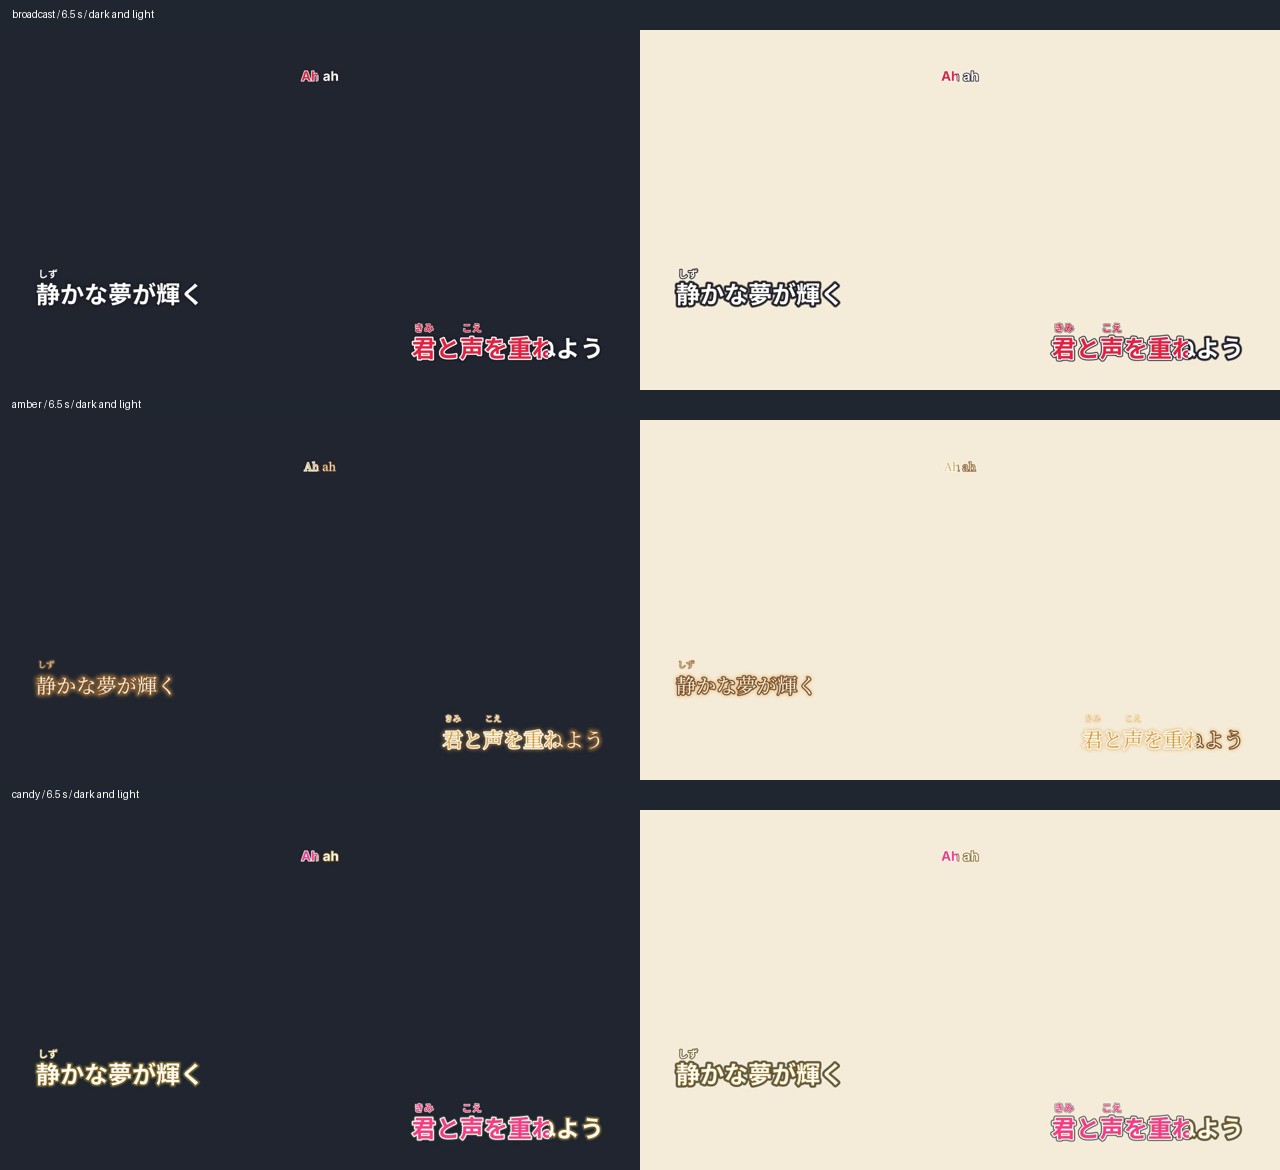 broadcast / 6.5 s / dark and light
Ah ah
Ah ah
しず
静かな夢が輝く
しず
静かな夢が輝く
きみ こえ
君と声を重ねよう
きみ こえ
君と声を重ねよう
amber / 6.5 s / dark and light
Ah ah
Ah ah
しず
静かな夢が輝く
しず
静かな夢が輝く
きみ こえ
君と声を重ねよう
きみ こえ
君と声を重ねよう
candy / 6.5 s / dark and light
Ah ah
Ah ah
しず
静かな夢が輝く
しず
静かな夢が輝く
きみ こえ
君と声を重ねよう
きみ こえ
君と声を重ねよう